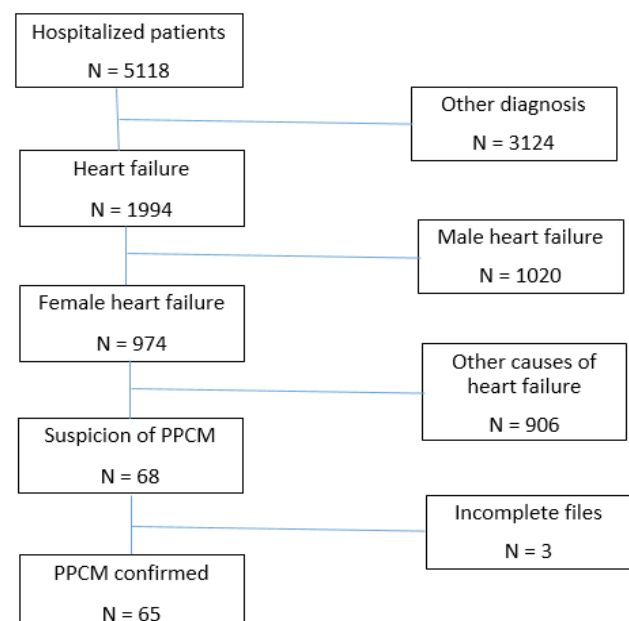 Hospitalized patients
N = 5118
Other diagnosis
N = 3124
Heart failure
N = 1994
Male heart failure
N = 1020
Female heart failure
N = 974
Other causes of
heart failure
N = 906
Suspicion of PPCM
N = 68
Incomplete files
N = 3
PPCM confirmed
N = 65